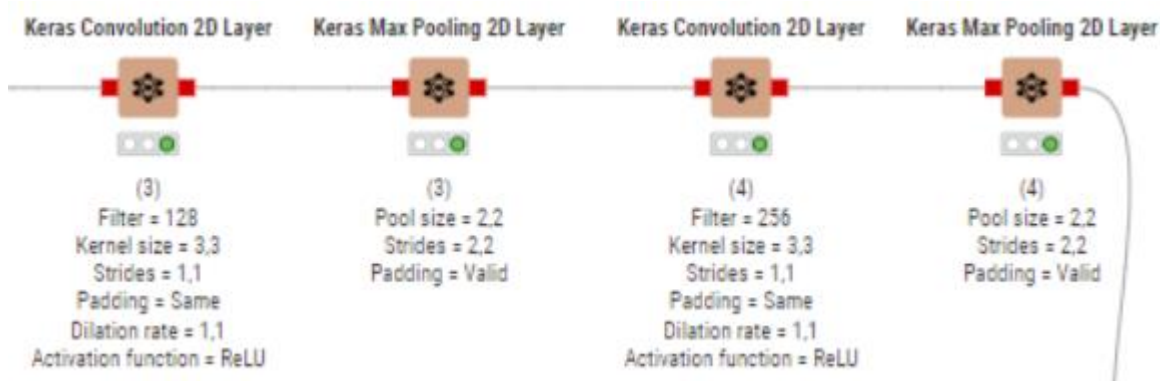 Keras Convolution 2D Layer
Keras Max Pooling 2D Layer
Keras Convolution 2D Layer
Keras Max Pooling 2D Layer
(3)
Filter = 128
Kernel size = 3,3
Strides = 1,1
Padding = Same
Dilation rate = 1,1
Activation function = ReLU
(3)
Pool size = 2,2
Strides = 2,2
Padding = Valid
(4)
Filter = 256
Kernel size = 3,3
Strides = 1,1
Padding = Same
Dilation rate = 1,1
Activation function = ReLU
(4)
Pool size = 2,2
Strides = 2,2
Padding = Valid